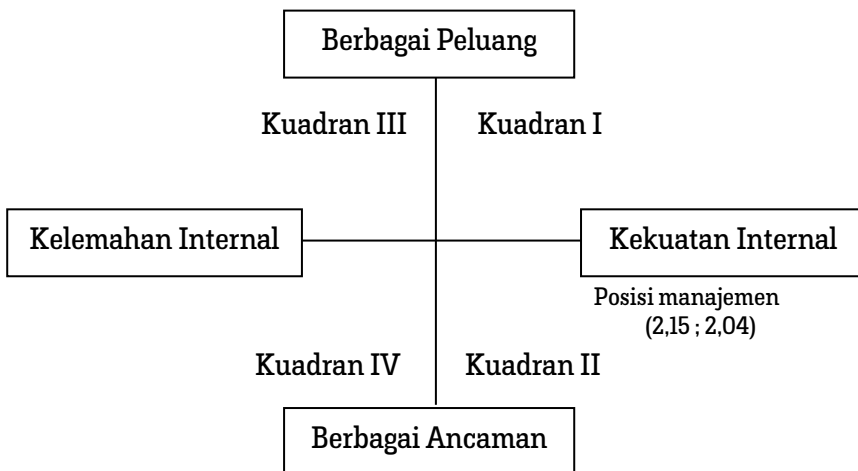 Berbagai Peluang
Kuadran III
Kuadran I
Kelemahan Internal
Kekuatan Internal
Posisi manajemen
(2,15 ; 2,04)
Kuadran IV
Kuadran II
Berbagai Ancaman